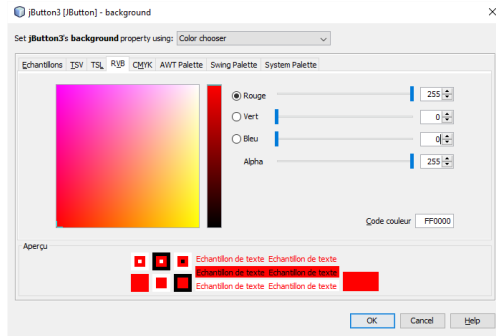 jButton3 [JButton] - background
Set jButton3's background property using: Color chooser
Echantillons TSV TSL RVB CMYK AWT Palette Swing Palette System Palette
Rouge 255
Vert 0
Bleu 0
Alpha 255
Code couleur FF0000
Aperçu
Echantillon de texte Echantillon de texte
Echantillon de texte Echantillon de texte
Echantillon de texte Echantillon de texte
OK Cancel Help